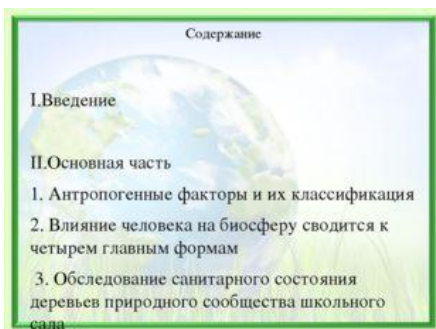 Содержание
I.Введение
II.Основная часть
1. Антропогенные факторы и их классификация
2. Влияние человека на биосферу сводится к
четырем главным формам
3. Обследование санитарного состояния
деревьев природного сообщества школьного
сада